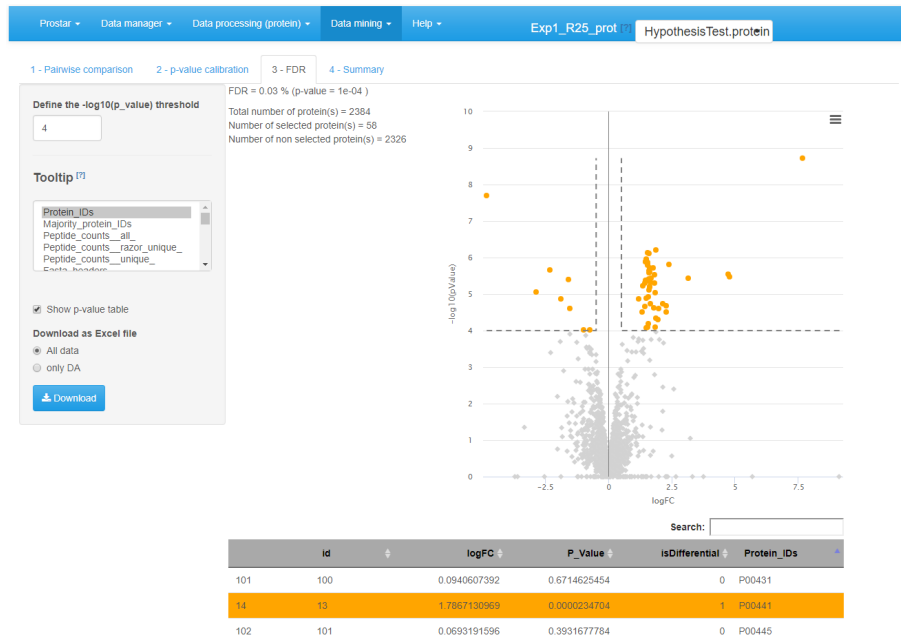 Prostar Data manager Data processing (protein) Data mining Help Exp1_R25_prot [?] HypothesisTest.protein
1 - Pairwise comparison 2 - p-value calibration 3 - FDR 4 - Summary
Define the -log10(p_value) threshold
4
Tooltip [?]
Protein_IDs
Majority_protein_IDs
Peptide_counts__all_
Peptide_counts__razor_unique_
Peptide_counts__unique_
Fasta_headers
Show p-value table
Download as Excel file
All data
only DA
Download
FDR = 0.03 % (p-value = 1e-04 )
Total number of protein(s) = 2384
Number of selected protein(s) = 58
Number of non selected protein(s) = 2326
-log10(pValue)
10
9
8
7
6
5
4
3
2
1
0
-2.5 0 2.5 5 7.5
logFC
Search:
id logFC P_Value isDifferential Protein_IDs
101 100 0.0940607392 0.6714625454 0 P00431
14 13 1.7867130969 0.0000234704 1 P00441
102 101 0.0693191596 0.3931677784 0 P00445